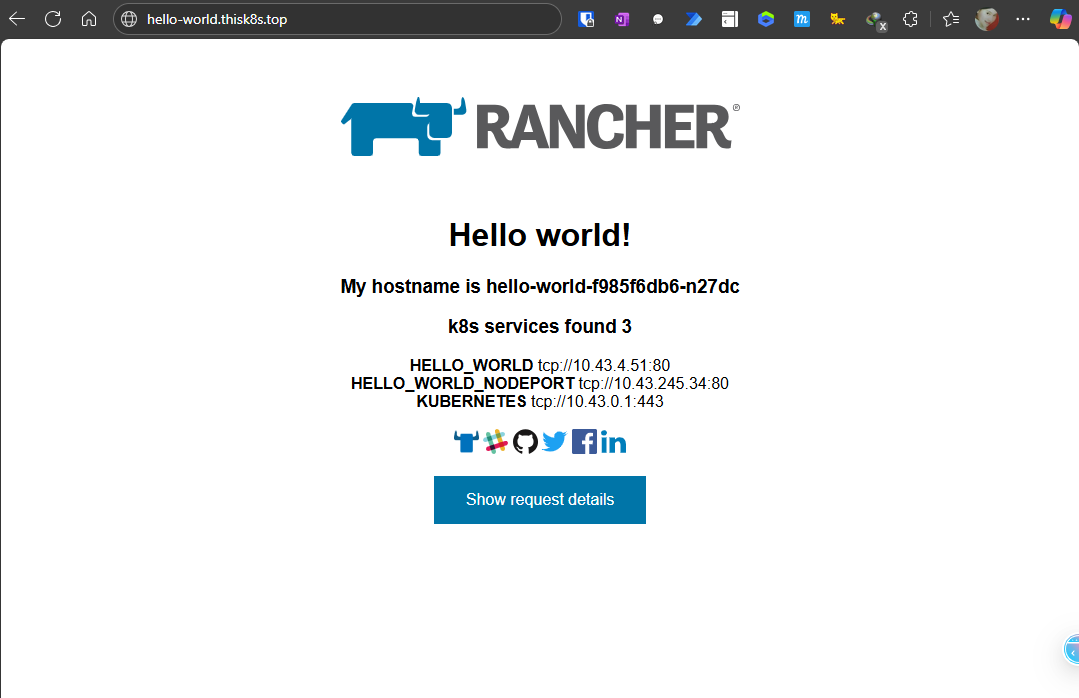 hello-world.thisk8s.top
N
m
x
RANCHER®
Hello world!
My hostname is hello-world-f985f6db6-n27dc
k8s services found 3
HELLO_WORLD tcp://10.43.4.51:80
HELLO_WORLD_NODEPORT tcp://10.43.245.34:80
KUBERNETES tcp://10.43.0.1:443
f in
Show request details